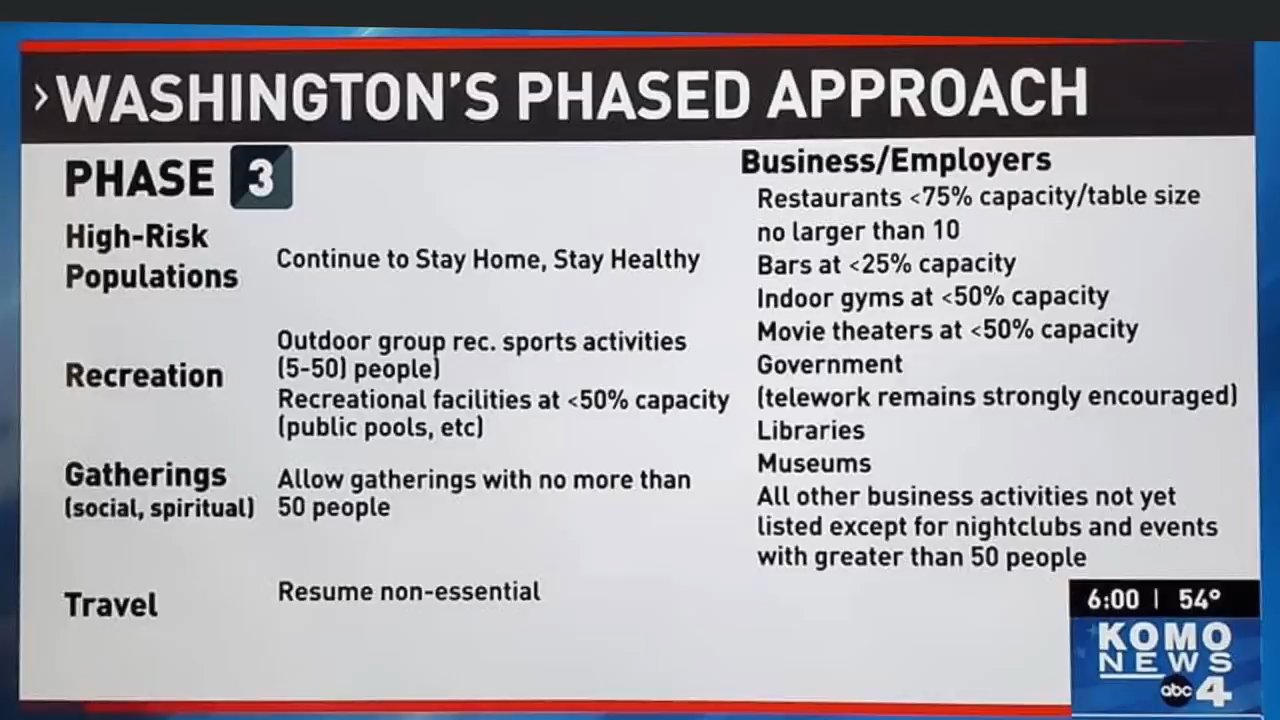 ›WASHINGTON'S PHASED APPROACH
PHASE 3
High-Risk
Populations
Continue to Stay Home, Stay Healthy
Recreation
Outdoor group rec. sports activities
(5-50) people)
Recreational facilities at <50% capacity
(public pools, etc)
Gatherings
(social, spiritual)
Allow gatherings with no more than
50 people
Travel
Resume non-essential
Business/Employers
Restaurants <75% capacity/table size
no larger than 10
Bars at <25% capacity
Indoor gyms at <50% capacity
Movie theaters at <50% capacity
Government
(telework remains strongly encouraged)
Libraries
Museums
All other business activities not yet
listed except for nightclubs and events
with greater than 50 people
6:00 | 54°
KOMO
NEWS
abc 4